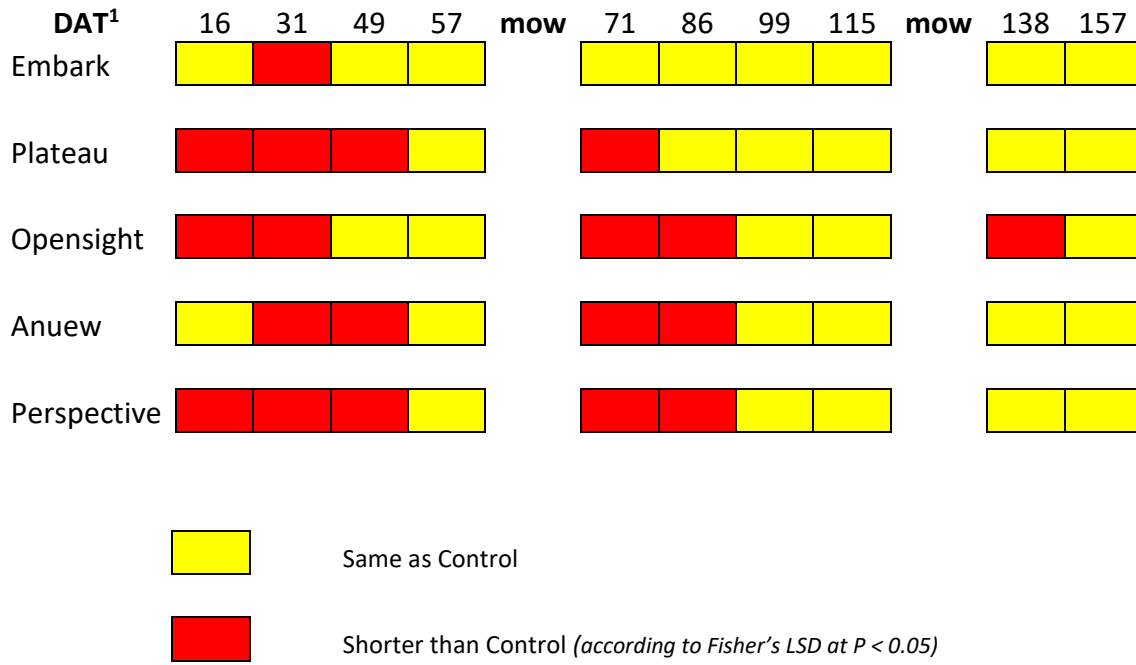 DAT¹ 16 31 49 57 mow 71 86 99 115 mow 138 157
Embark
Plateau
Opensight
Anuew
Perspective
Same as Control
Shorter than Control (according to Fisher’s LSD at P < 0.05)